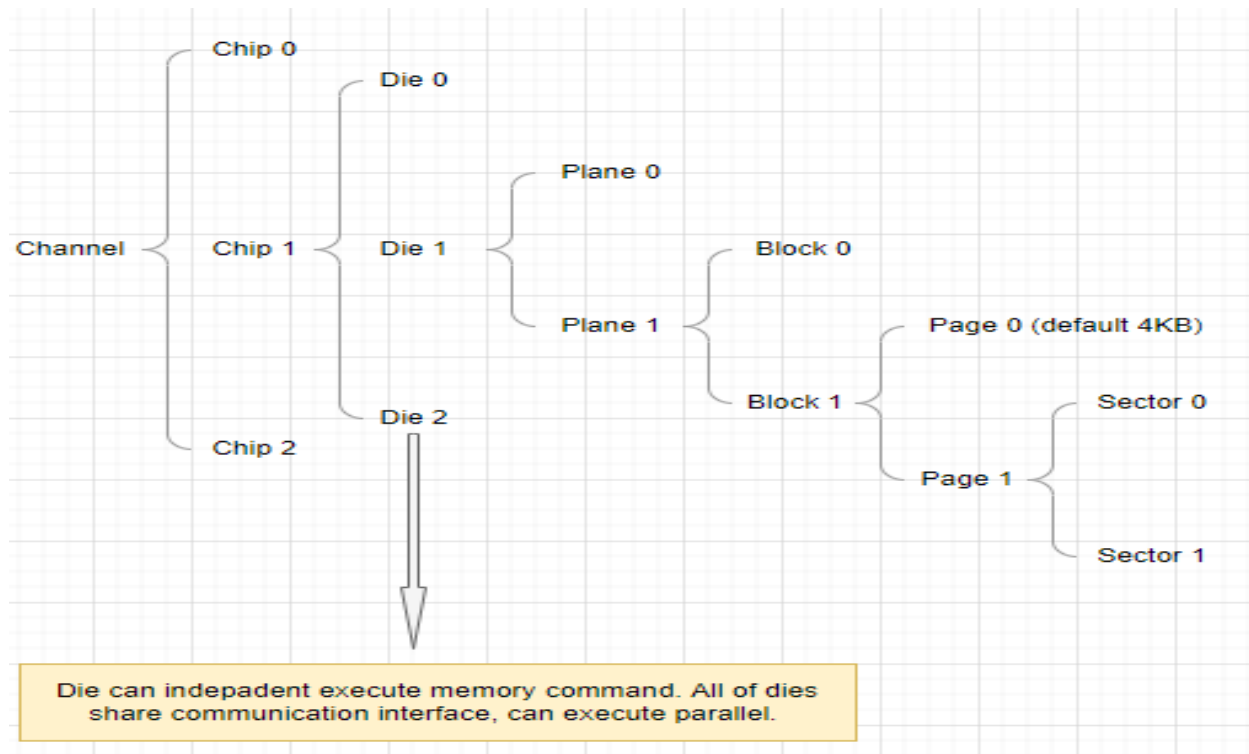 Chip 0
Die 0
Plane 0
Channel
Chip 1
Die 1
Block 0
Plane 1
Page 0 (default 4KB)
Block 1
Sector 0
Die 2
Chip 2
Page 1
Sector 1
Die can indepadent execute memory command. All of dies
share communication interface, can execute parallel.